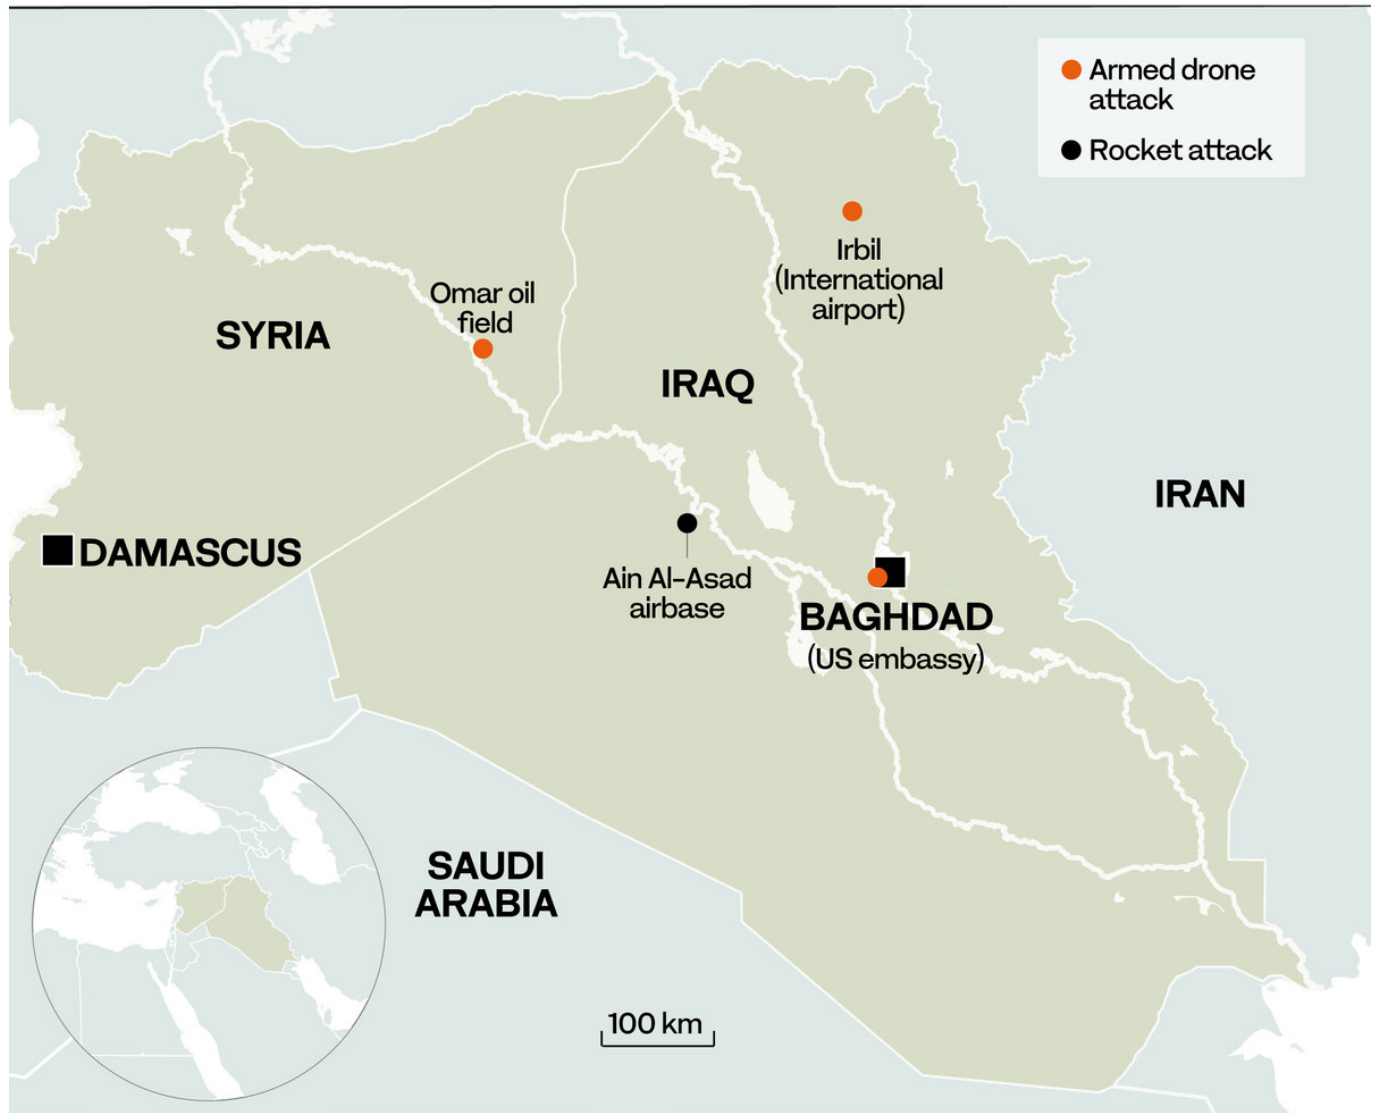 Armed drone
attack
Rocket attack
Irbil
(International
airport)
Omar oil
field
SYRIA
IRAQ
IRAN
DAMASCUS
Ain Al-Asad
airbase
BAGHDAD
(US embassy)
SAUDI
ARABIA
100 km